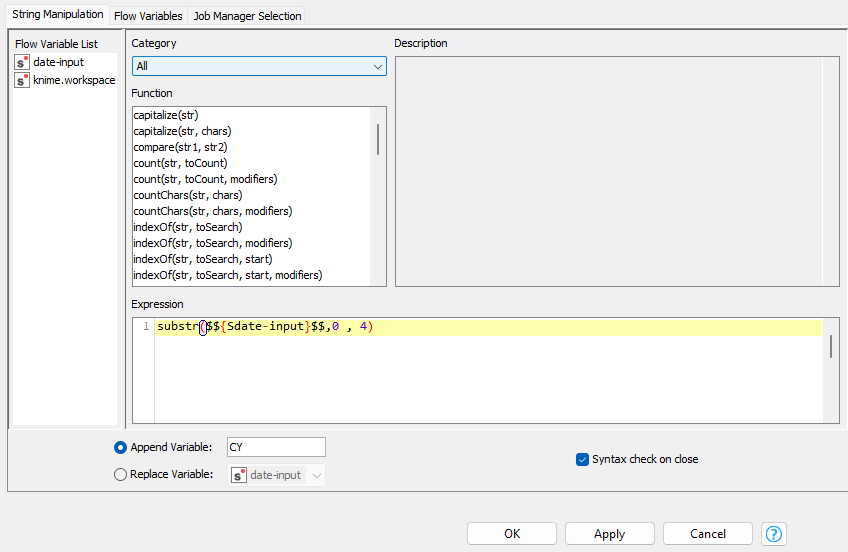 String Manipulation Flow Variables Job Manager Selection
Flow Variable List
s date-input
s knime.workspace
Category
All
Function
capitalize(str)
capitalize(str, chars)
compare(str1, str2)
count(str, toCount)
count(str, toCount, modifiers)
countChars(str, chars)
countChars(str, chars, modifiers)
indexOf(str, toSearch)
indexOf(str, toSearch, modifiers)
indexOf(str, toSearch, start)
indexOf(str, toSearch, start, modifiers)
Description
Expression
1 substr($${Sdate-input}$$,0 , 4)
Append Variable: CY
Replace Variable: s date-input
Syntax check on close
OK Apply Cancel ?